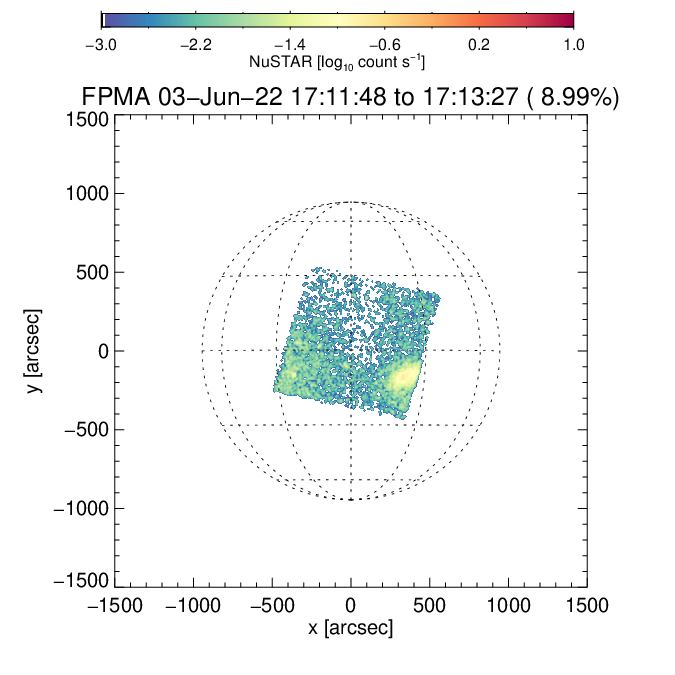 −3.0 −2.2 −1.4 −0.6 0.2 1.0
NuSTAR [log10 count s−1]
FPMA 03−Jun−22 17:11:48 to 17:13:27 ( 8.99%)
1500
1000
500
0
−500
−1000
−1500
y [arcsec]
−1500 −1000 −500 0 500 1000 1500
x [arcsec]